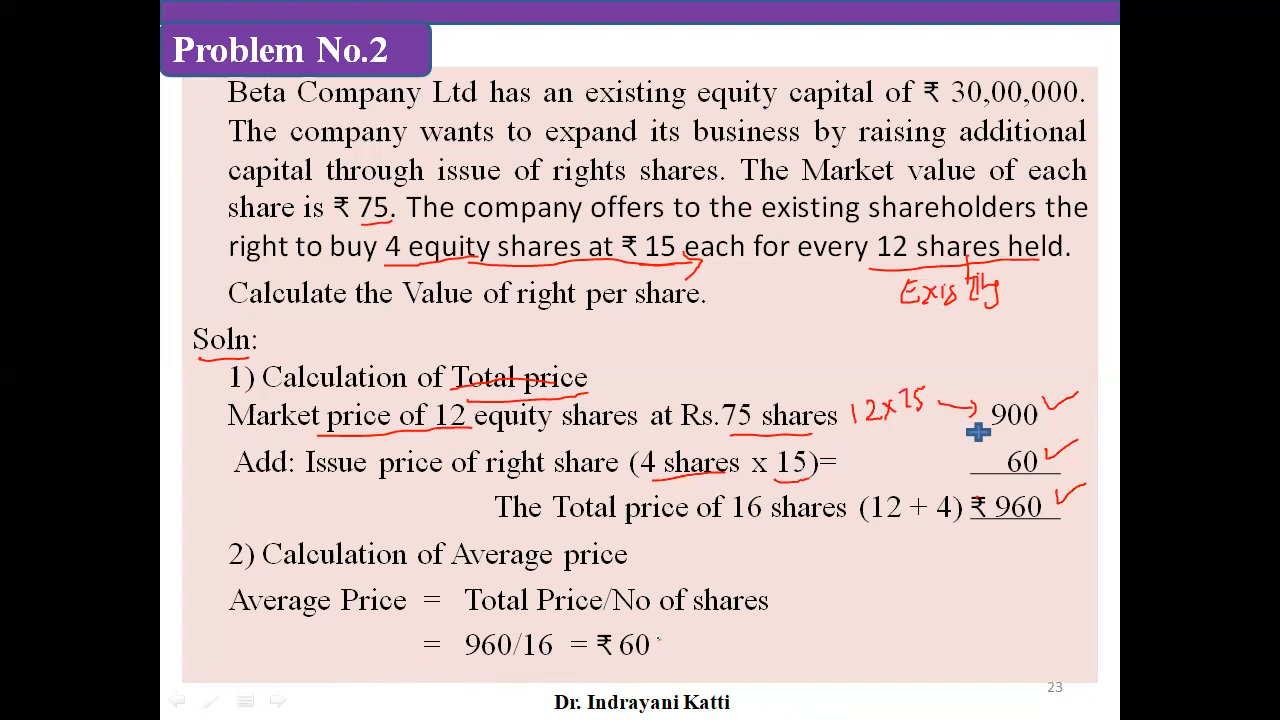 Problem No.2
Beta Company Ltd has an existing equity capital of ₹ 30,00,000.
The company wants to expand its business by raising additional
capital through issue of rights shares. The Market value of each
share is ₹ 75. The company offers to the existing shareholders the
right to buy 4 equity shares at ₹ 15 each for every 12 shares held.
Existing
Calculate the Value of right per share.
Soln:
1) Calculation of Total price
Market price of 12 equity shares at Rs.75 shares 12x75 → 900
Add: Issue price of right share (4 shares x 15)= 60
The Total price of 16 shares (12 + 4) ₹ 960
2) Calculation of Average price
Average Price = Total Price/No of shares
= 960/16 = ₹ 60
23
Dr. Indrayani Katti